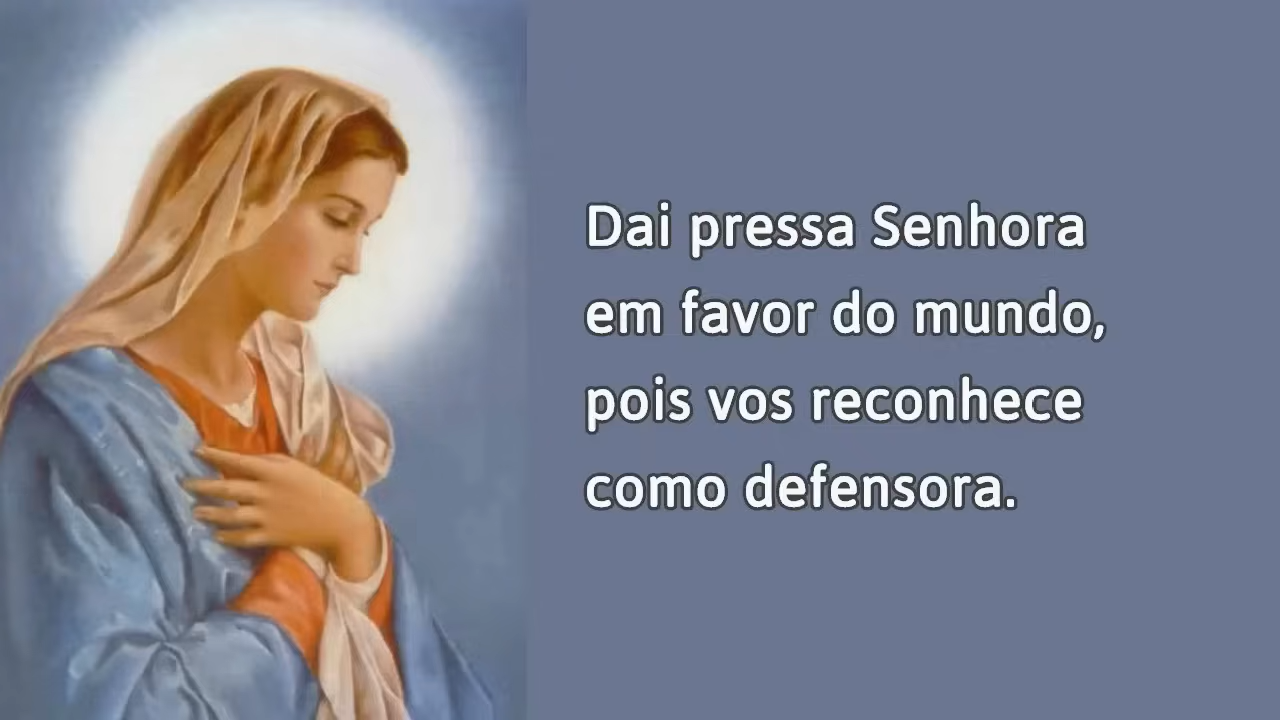 Dai pressa Senhora
em favor do mundo,
pois vos reconhece
como defensora.